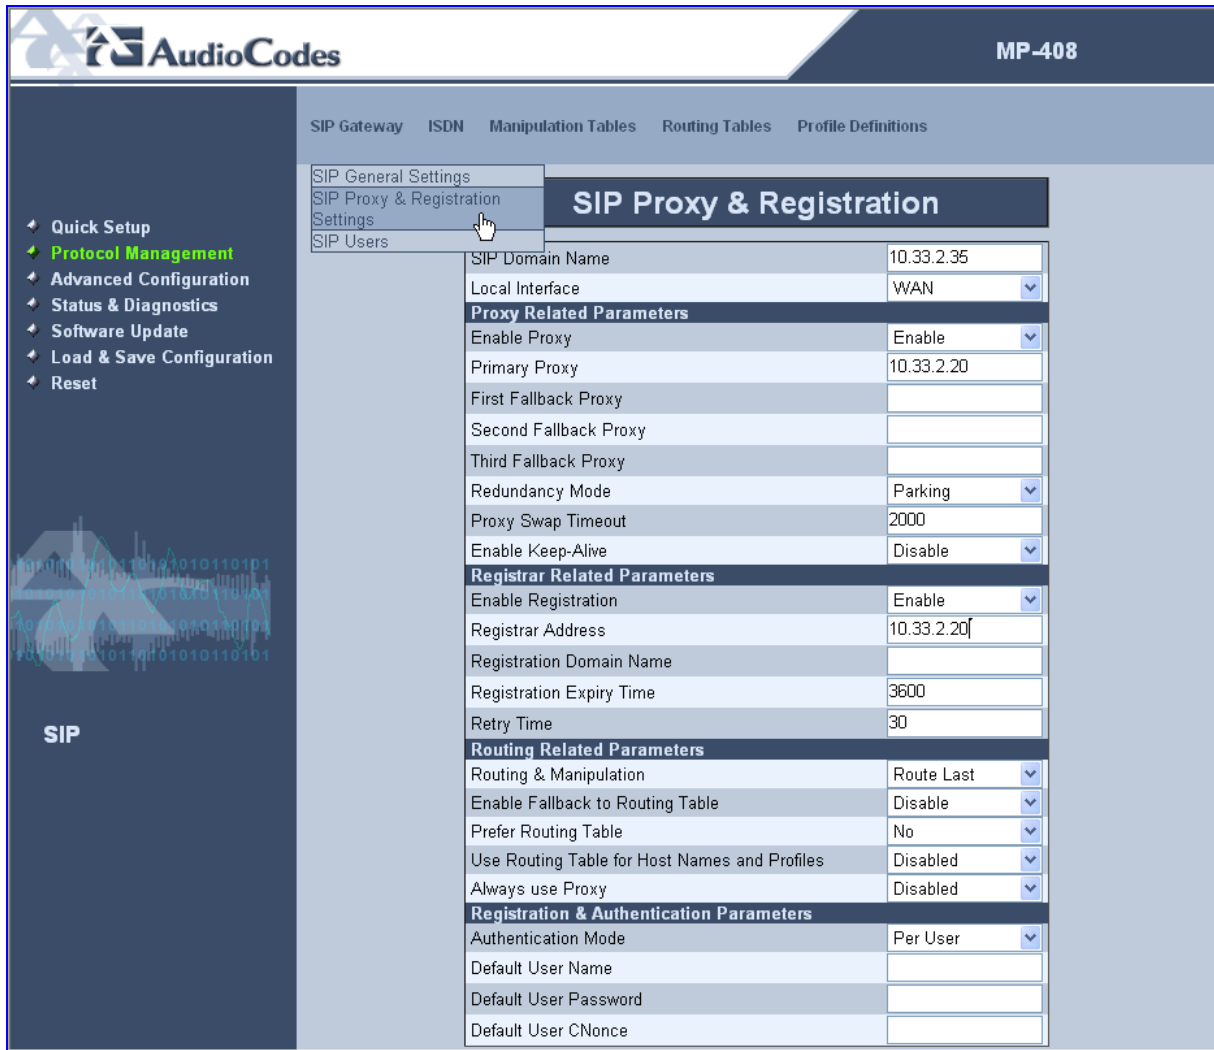 AudioCodes
MP-408
SIP Gateway ISDN Manipulation Tables Routing Tables Profile Definitions
SIP General Settings
SIP Proxy & Registration
Settings
SIP Users
Quick Setup
Protocol Management
Advanced Configuration
Status & Diagnostics
Software Update
Load & Save Configuration
Reset
SIP
SIP Proxy & Registration
SIP Domain Name 10.33.2.35
Local Interface WAN
Proxy Related Parameters
Enable Proxy Enable
Primary Proxy 10.33.2.20
First Fallback Proxy
Second Fallback Proxy
Third Fallback Proxy
Redundancy Mode Parking
Proxy Swap Timeout 2000
Enable Keep-Alive Disable
Registrar Related Parameters
Enable Registration Enable
Registrar Address 10.33.2.20
Registration Domain Name
Registration Expiry Time 3600
Retry Time 30
Routing Related Parameters
Routing & Manipulation Route Last
Enable Fallback to Routing Table Disable
Prefer Routing Table No
Use Routing Table for Host Names and Profiles Disabled
Always use Proxy Disabled
Registration & Authentication Parameters
Authentication Mode Per User
Default User Name
Default User Password
Default User CNonce